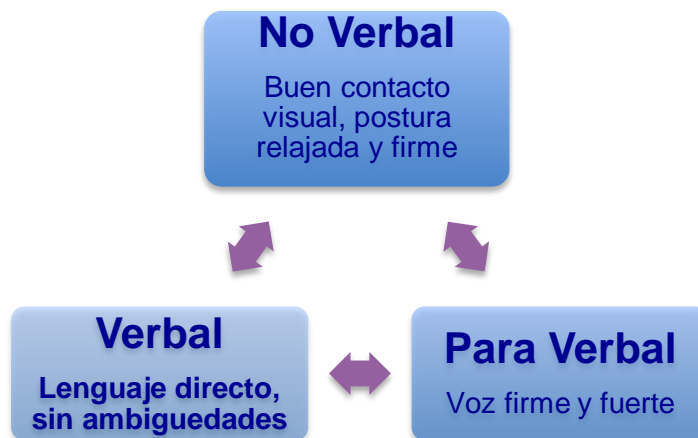 No Verbal
Buen contacto
visual, postura
relajada y firme
Verbal
Lenguaje directo,
sin ambiguedades
Para Verbal
Voz firme y fuerte